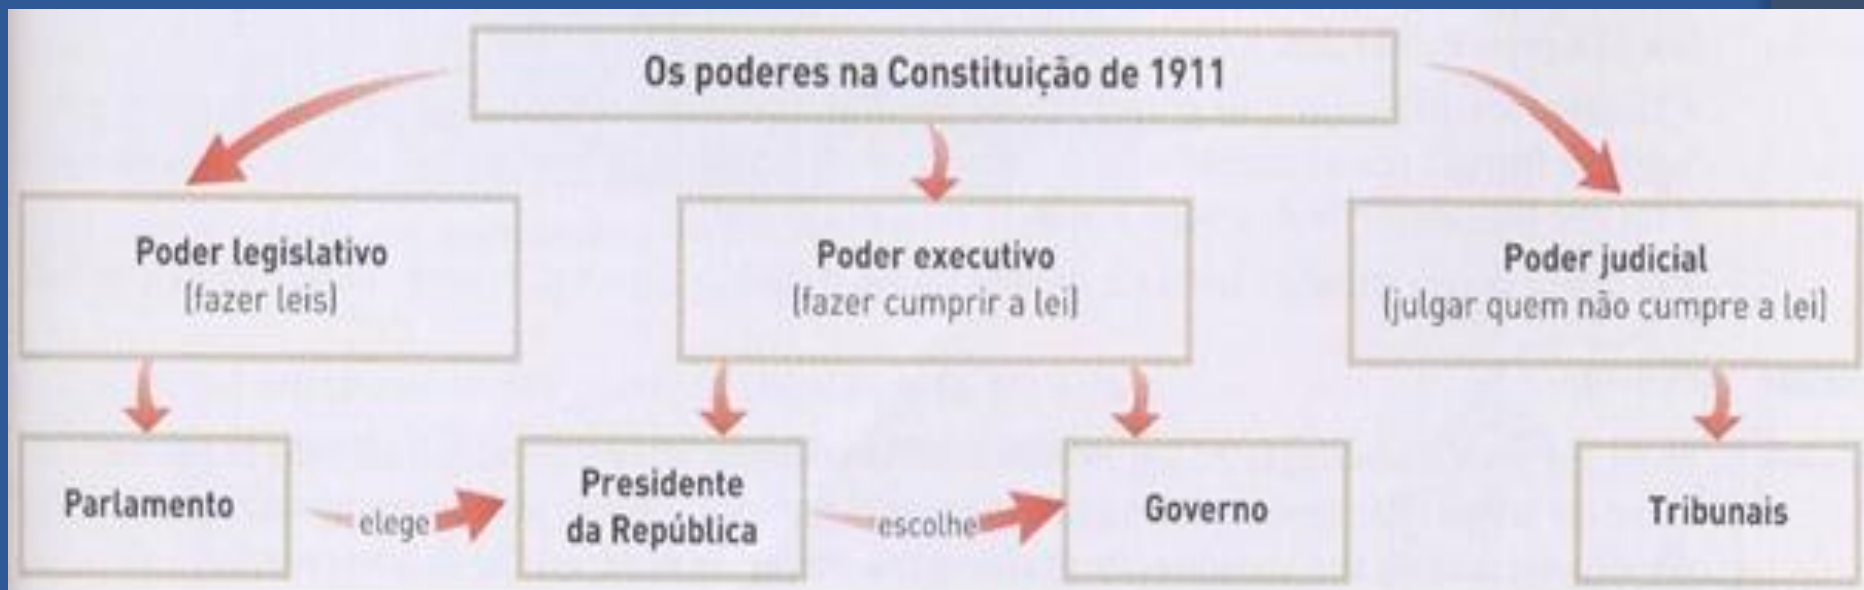 Os poderes na Constituição de 1911
Poder legislativo
(fazer leis)
Poder executivo
(fazer cumprir a lei)
Poder judicial
(julgar quem não cumpre a lei)
Parlamento
elege
Presidente
da República
escolhe
Governo
Tribunais